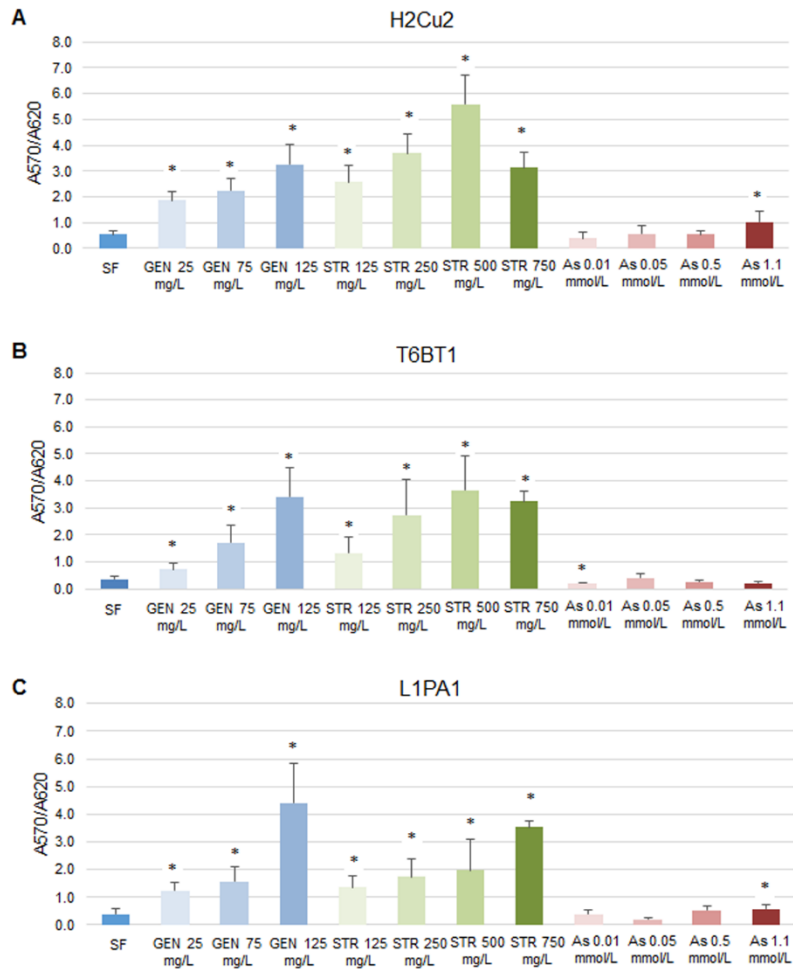 A
H2Cu2
A570/A620
8.0
7.0
6.0
5.0
4.0
3.0
2.0
1.0
0.0
* * * * * * * *
SF GEN 25 GEN 75 GEN 125 STR 125 STR 250 STR 500 STR 750 As 0.01 As 0.05 As 0.5 As 1.1
mg/L mg/L mg/L mg/L mg/L mg/L mg/L mmol/L mmol/L mmol/L mmol/L
B
T6BT1
A570/A620
8.0
7.0
6.0
5.0
4.0
3.0
2.0
1.0
0.0
* * * * * * * *
SF GEN 25 GEN 75 GEN 125 STR 125 STR 250 STR 500 STR 750 As 0.01 As 0.05 As 0.5 As 1.1
mg/L mg/L mg/L mg/L mg/L mg/L mg/L mmol/L mmol/L mmol/L mmol/L
C
L1PA1
A570/A620
8.0
7.0
6.0
5.0
4.0
3.0
2.0
1.0
0.0
* * * * * * * *
SF GEN 25 GEN 75 GEN 125 STR 125 STR 250 STR 500 STR 750 As 0.01 As 0.05 As 0.5 As 1.1
mg/L mg/L mg/L mg/L mg/L mg/L mg/L mmol/L mmol/L mmol/L mmol/L